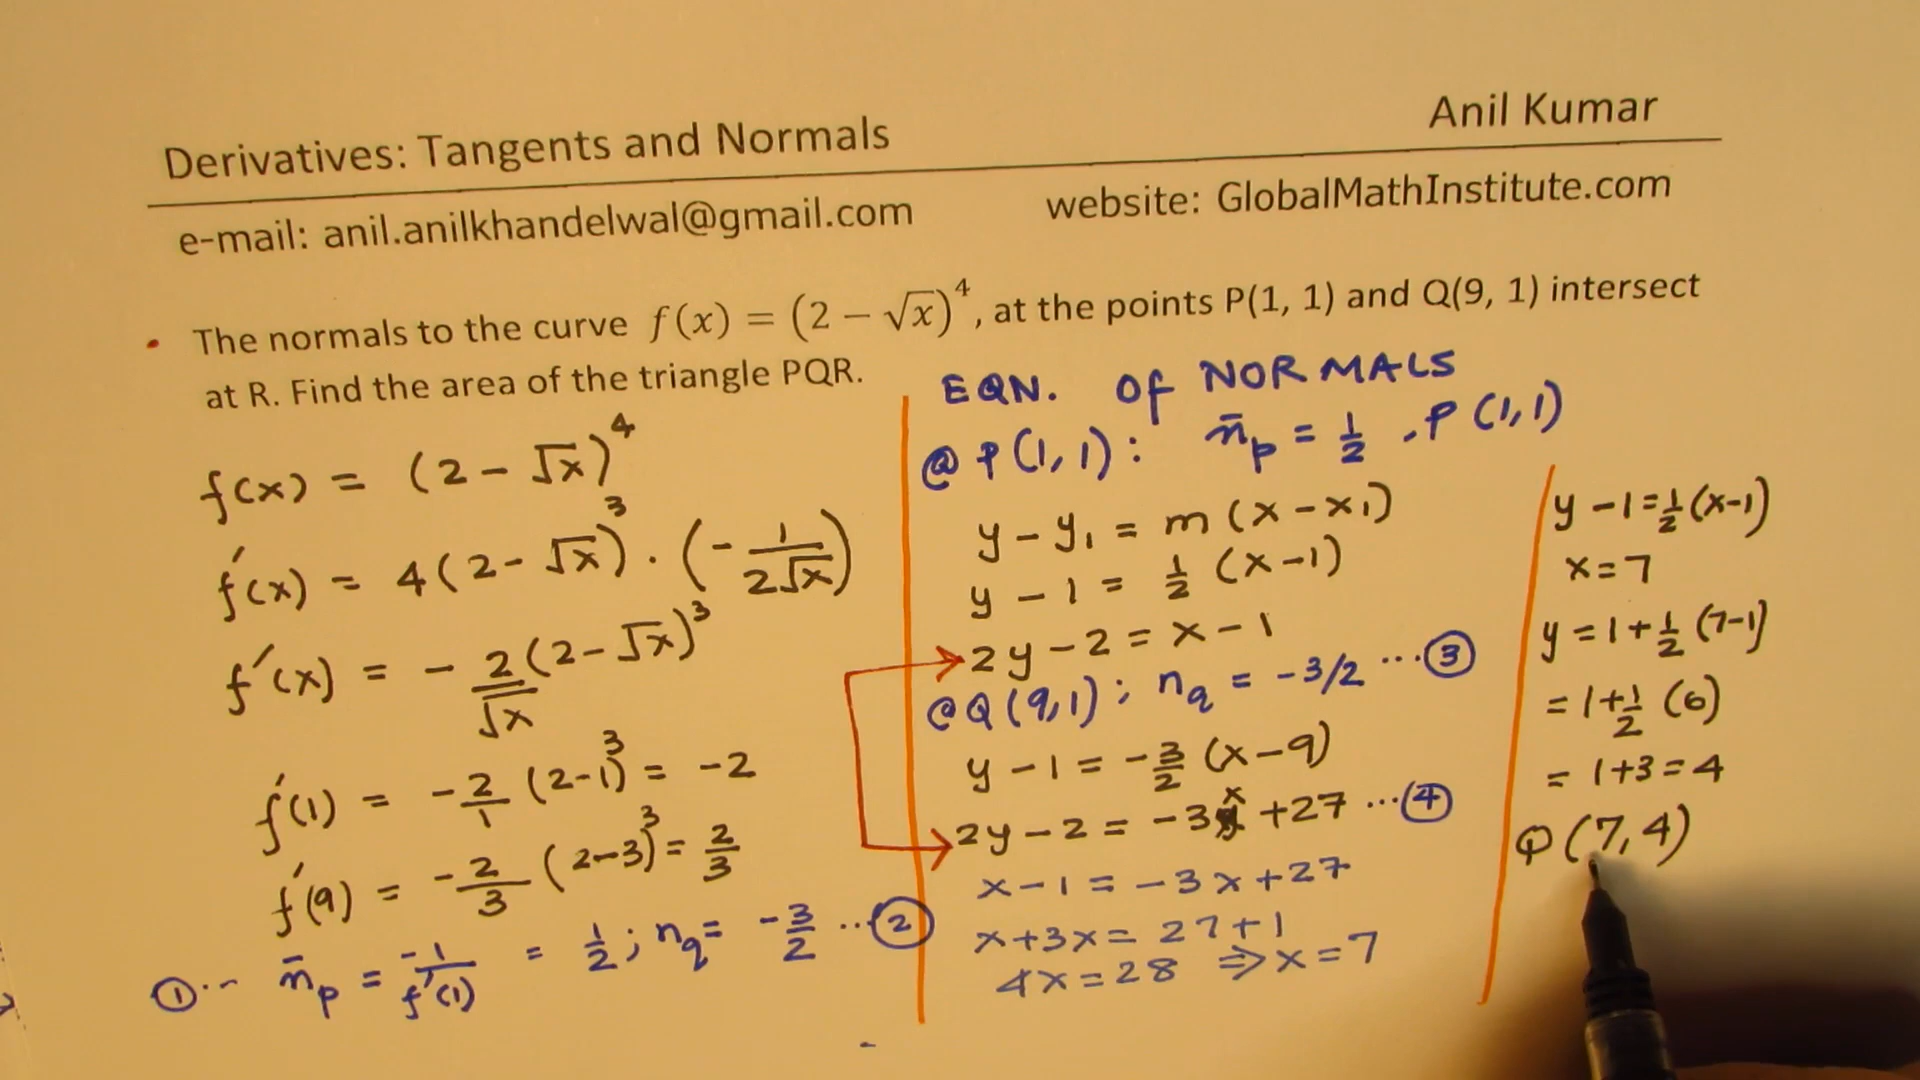 Derivatives: Tangents and Normals
Anil Kumar
e-mail: anil.anilkhandelwal@gmail.com
website: GlobalMathInstitute.com
• The normals to the curve f(x) = (2 − √x)⁴, at the points P(1, 1) and Q(9, 1) intersect
at R. Find the area of the triangle PQR.
f(x) = (2 − √x)⁴
f′(x) = 4(2 − √x)³ · (−1/(2√x))
f′(x) = −2/√x (2 − √x)³
f′(1) = −2/1 (2−1)³ = −2
f′(9) = −2/3 (2−3)³ = 2/3
① ·· n̄p = −1/f′(1) = 1/2 ; nq = −3/2 ··②
EQN. Of NORMALS
@ P(1,1): n̄p = 1/2 , P(1,1)
y − y₁ = m(x − x₁)
y − 1 = 1/2 (x−1)
2y − 2 = x − 1 ···③
@ Q(9,1); nq = −3/2
y − 1 = −3/2 (x−9)
2y − 2 = −3x + 27 ···④
x − 1 = −3x + 27
x + 3x = 27 + 1
4x = 28 ⇒ x = 7
y − 1 = 1/2 (x−1)
x = 7
y = 1 + 1/2 (7−1)
= 1 + 1/2 (6)
= 1 + 3 = 4
Q (7, 4)